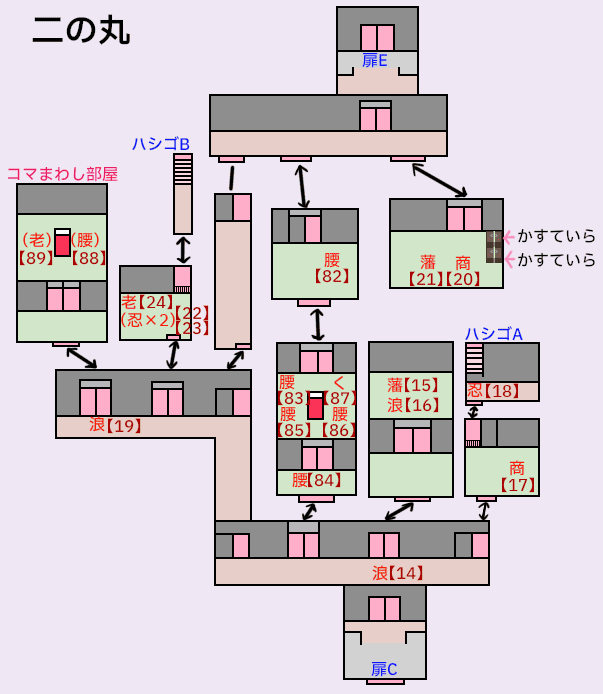 二の丸
扉E
ハシゴB
コマまわし部屋
(老) (腰)
【89】 【88】
老【24】
(忍×2)【22】
【23】
腰
【82】
かすていら
かすていら
藩 商
【21】【20】
ハシゴA
腰 く
【83】 【87】
腰 腰
【85】 【86】
腰【84】
藩【15】
浪【16】
忍【18】
商
【17】
浪【19】
浪【14】
扉C